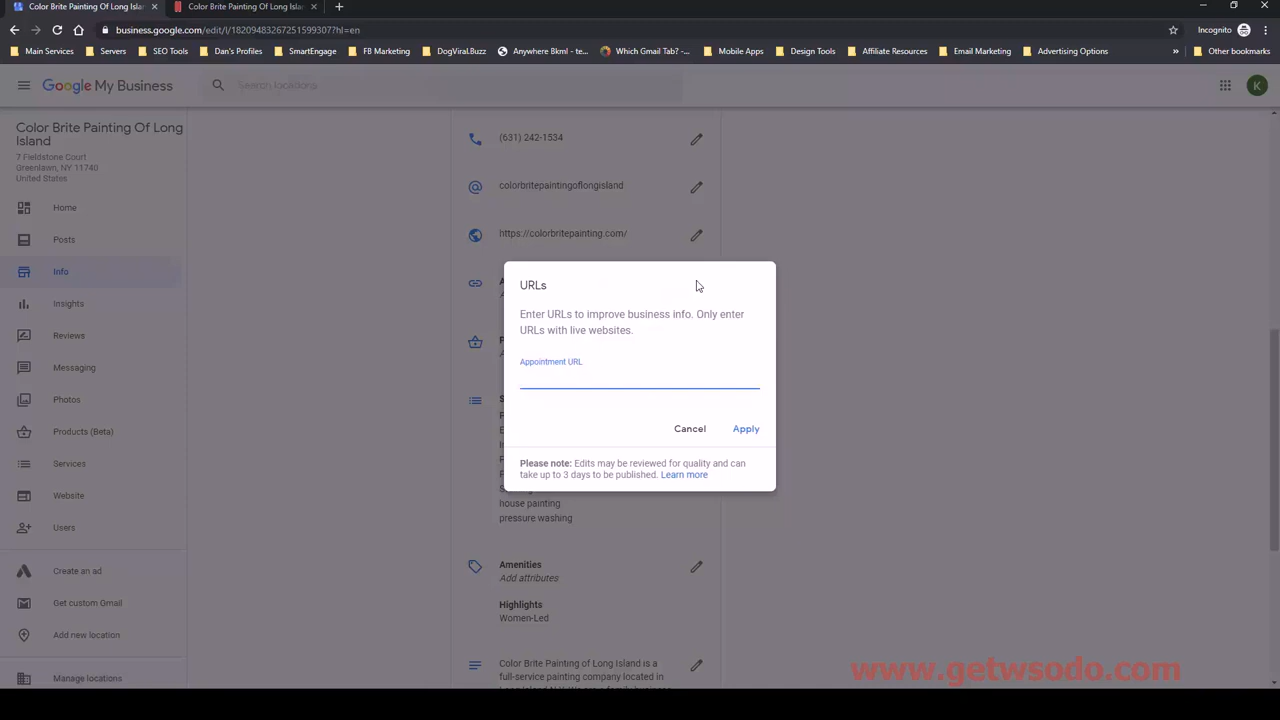 Color Brite Painting Of Long Islan
Color Brite Painting Of Long Island
business.google.com/edit/l/18209483267251599307?hl=en
Incognito
Main Services
Servers
SEO Tools
Dan's Profiles
SmartEngage
FB Marketing
DogViral.Buzz
Anywhere Bkml - te...
Which Gmail Tab? -...
Mobile Apps
Design Tools
Affiliate Resources
Email Marketing
Advertising Options
»
Other bookmarks
Google My Business
Search locations
K
Color Brite Painting Of Long
Island
7 Fieldstone Court
Greenlawn, NY 11740
United States
Home
Posts
Info
Insights
Reviews
Messaging
Photos
Products (Beta)
Services
Website
Users
Create an ad
Get custom Gmail
Add new location
Manage locations
(631) 242-1534
colorbritepaintingoflongisland
https://colorbritepainting.com/
URLs
Enter URLs to improve business info. Only enter
URLs with live websites.
Appointment URL
Cancel
Apply
Please note: Edits may be reviewed for quality and can
take up to 3 days to be published. Learn more
house painting
pressure washing
Amenities
Add attributes
Highlights
Women-Led
Color Brite Painting of Long Island is a
full-service painting company located in
www.getwsodo.com